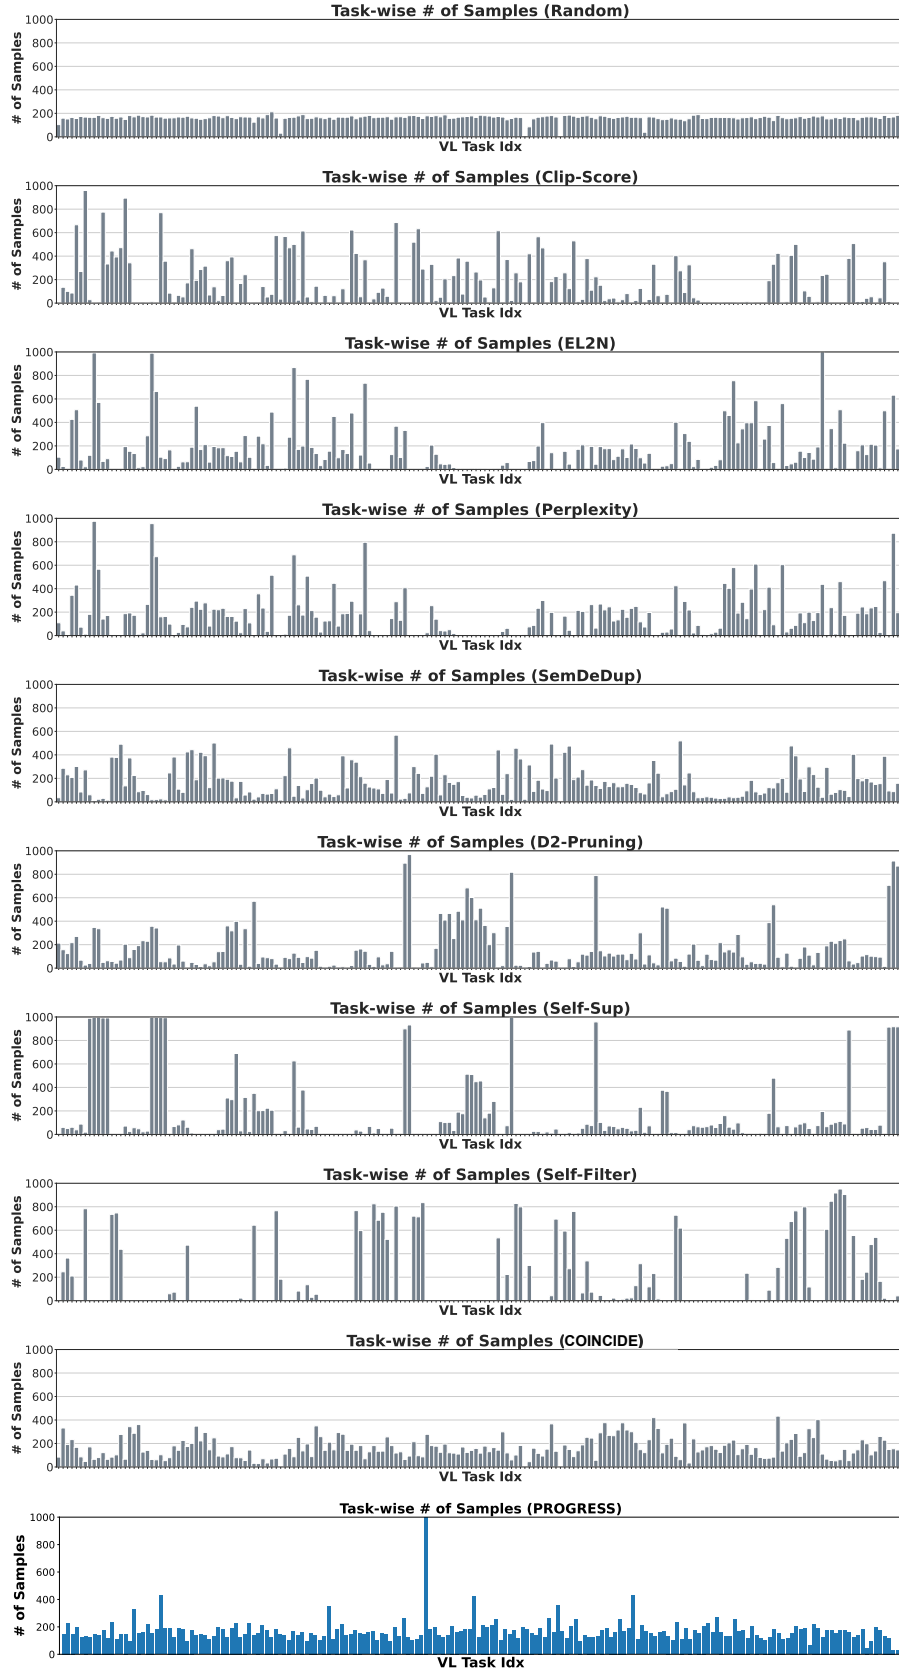 Task-wise # of Samples (Random)
1000
800
600
400
200
0
# of Samples
VL Task Idx
Task-wise # of Samples (Clip-Score)
1000
800
600
400
200
0
# of Samples
VL Task Idx
Task-wise # of Samples (EL2N)
1000
800
600
400
200
0
# of Samples
VL Task Idx
Task-wise # of Samples (Perplexity)
1000
800
600
400
200
0
# of Samples
VL Task Idx
Task-wise # of Samples (SemDeDup)
1000
800
600
400
200
0
# of Samples
VL Task Idx
Task-wise # of Samples (D2-Pruning)
1000
800
600
400
200
0
# of Samples
VL Task Idx
Task-wise # of Samples (Self-Sup)
1000
800
600
400
200
0
# of Samples
VL Task Idx
Task-wise # of Samples (Self-Filter)
1000
800
600
400
200
0
# of Samples
VL Task Idx
Task-wise # of Samples (COINCIDE)
1000
800
600
400
200
0
# of Samples
VL Task Idx
Task-wise # of Samples (PROGRESS)
1000
800
600
400
200
0
# of Samples
VL Task Idx